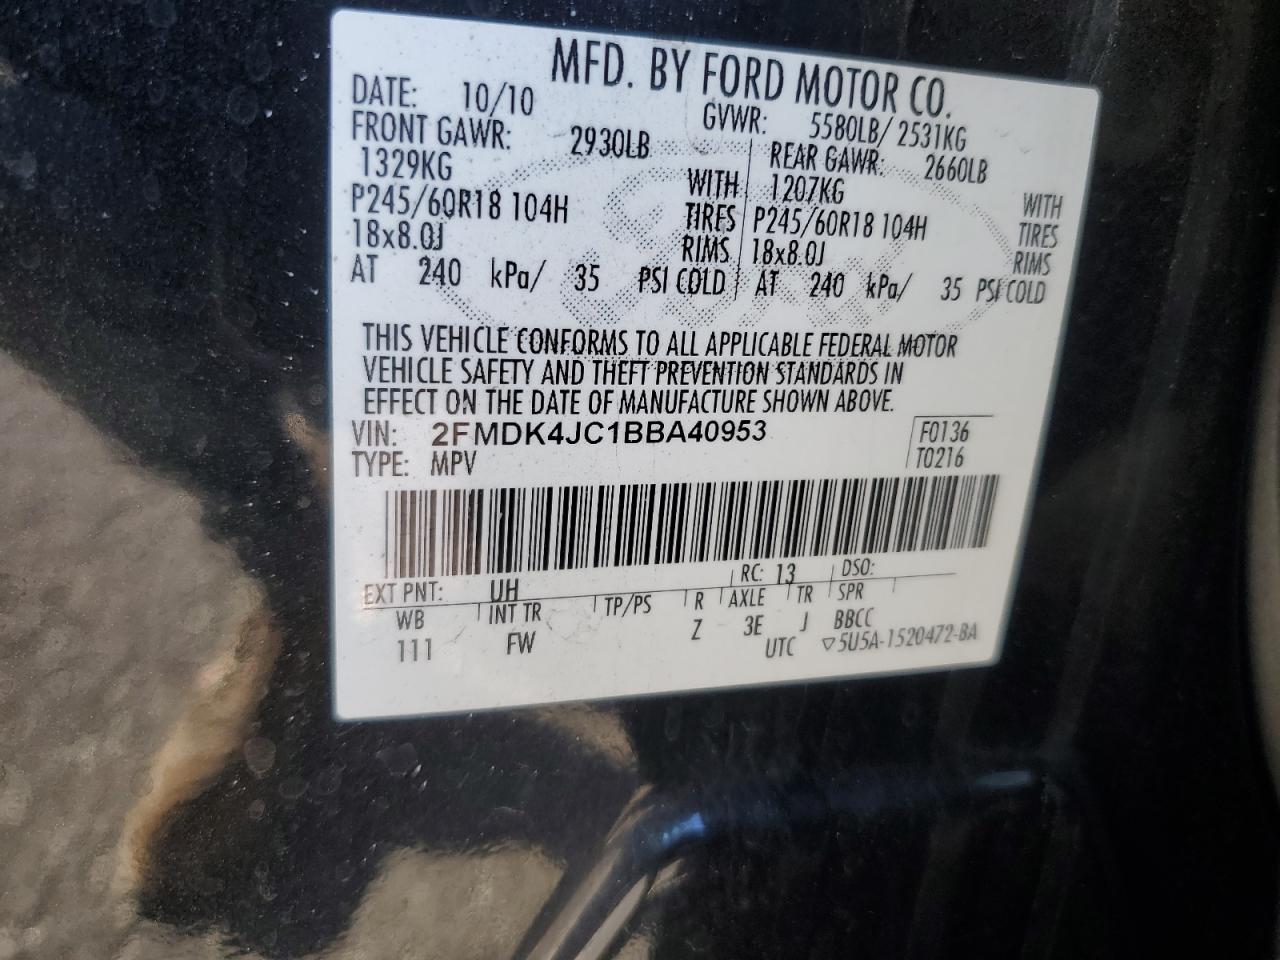 MFD. BY FORD MOTOR CO.
DATE: 10/10 GVWR: 5580LB/ 2531KG
FRONT GAWR: 2930LB REAR GAWR: 2660LB
1329KG WITH 1207KG WITH
P245/60R18 104H TIRES P245/60R18 104H TIRES
18x8.0J RIMS 18x8.0J RIMS
AT 240 kPa/ 35 PSI COLD AT 240 kPa/ 35 PSI COLD
THIS VEHICLE CONFORMS TO ALL APPLICABLE FEDERAL MOTOR
VEHICLE SAFETY AND THEFT PREVENTION STANDARDS IN
EFFECT ON THE DATE OF MANUFACTURE SHOWN ABOVE.
VIN: 2FMDK4JC1BBA40953 F0136
TYPE: MPV T0216
EXT PNT: UH RC: 13 DSO:
WB INT TR TP/PS R AXLE TR SPR
111 FW Z 3E J BBCC
UTC ▽5U5A-1520472-BA